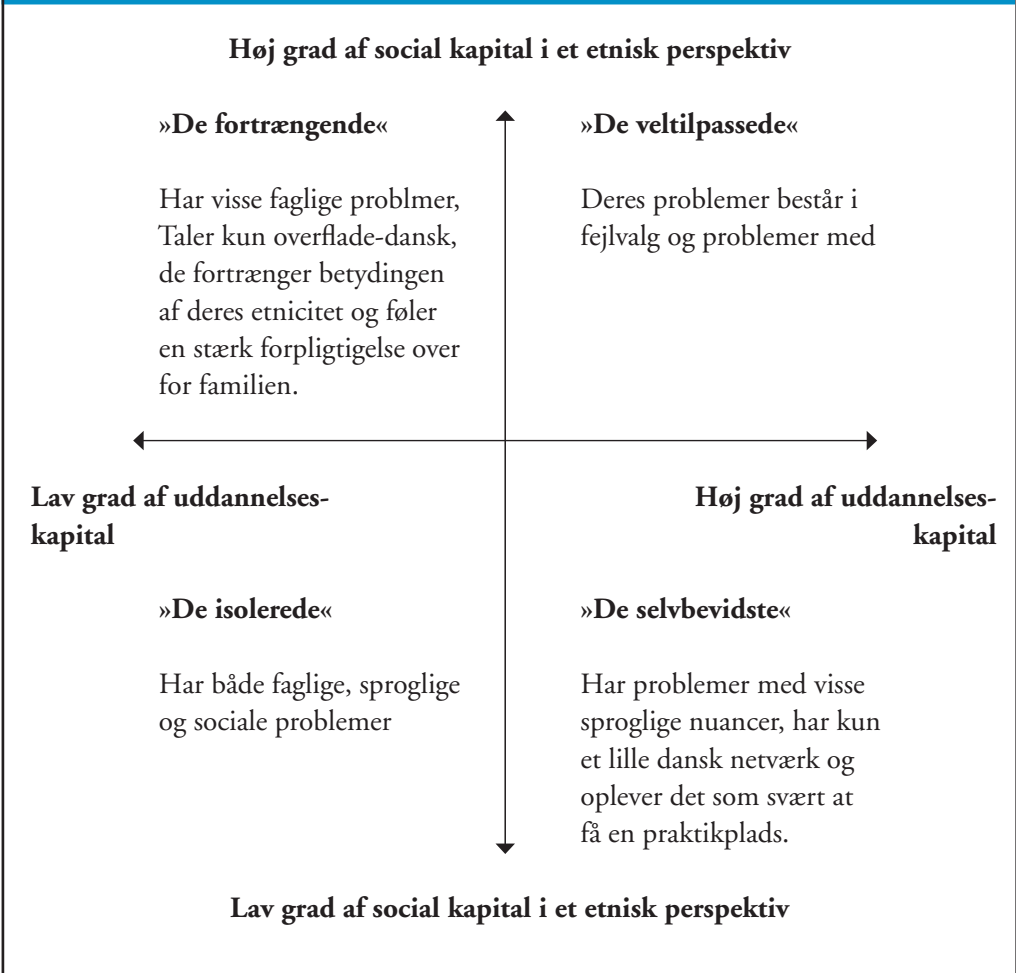 Høj grad af social kapital i et etnisk perspektiv
»De fortrængende«
Har visse faglige problmer,
Taler kun overflade-dansk,
de fortrænger betydingen
af deres etnicitet og føler
en stærk forpligtigelse over
for familien.
»De veltilpassede«
Deres problemer består i
fejlvalg og problemer med
Lav grad af uddannelses-
kapital
Høj grad af uddannelses-
kapital
»De isolerede«
Har både faglige, sproglige
og sociale problemer
»De selvbevidste«
Har problemer med visse
sproglige nuancer, har kun
et lille dansk netværk og
oplever det som svært at
få en praktikplads.
Lav grad af social kapital i et etnisk perspektiv